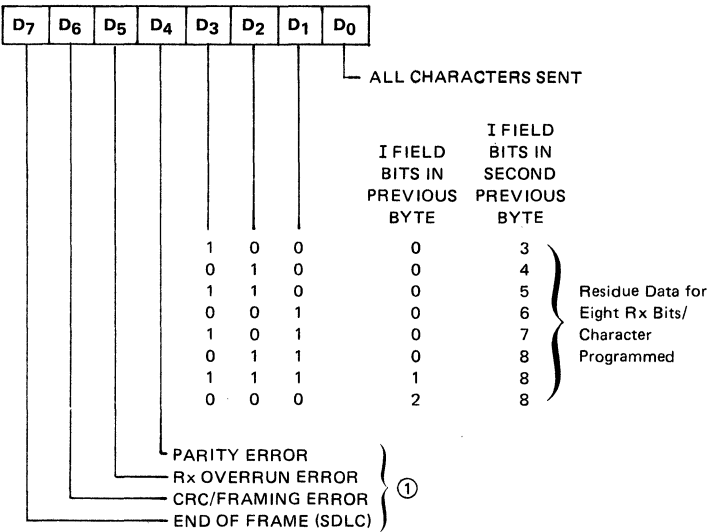 D7 D6 D5 D4 D3 D2 D1 D0
ALL CHARACTERS SENT
I FIELD BITS IN PREVIOUS BYTE
I FIELD BITS IN SECOND PREVIOUS BYTE
1 0 0 0 3
0 1 0 0 4
1 1 0 0 5
0 0 1 0 6
1 0 1 0 7
0 1 1 0 8
1 1 1 1 8
0 0 0 2 8
Residue Data for
Eight Rx Bits/
Character
Programmed
PARITY ERROR
Rx OVERRUN ERROR
CRC/FRAMING ERROR
END OF FRAME (SDLC)
①